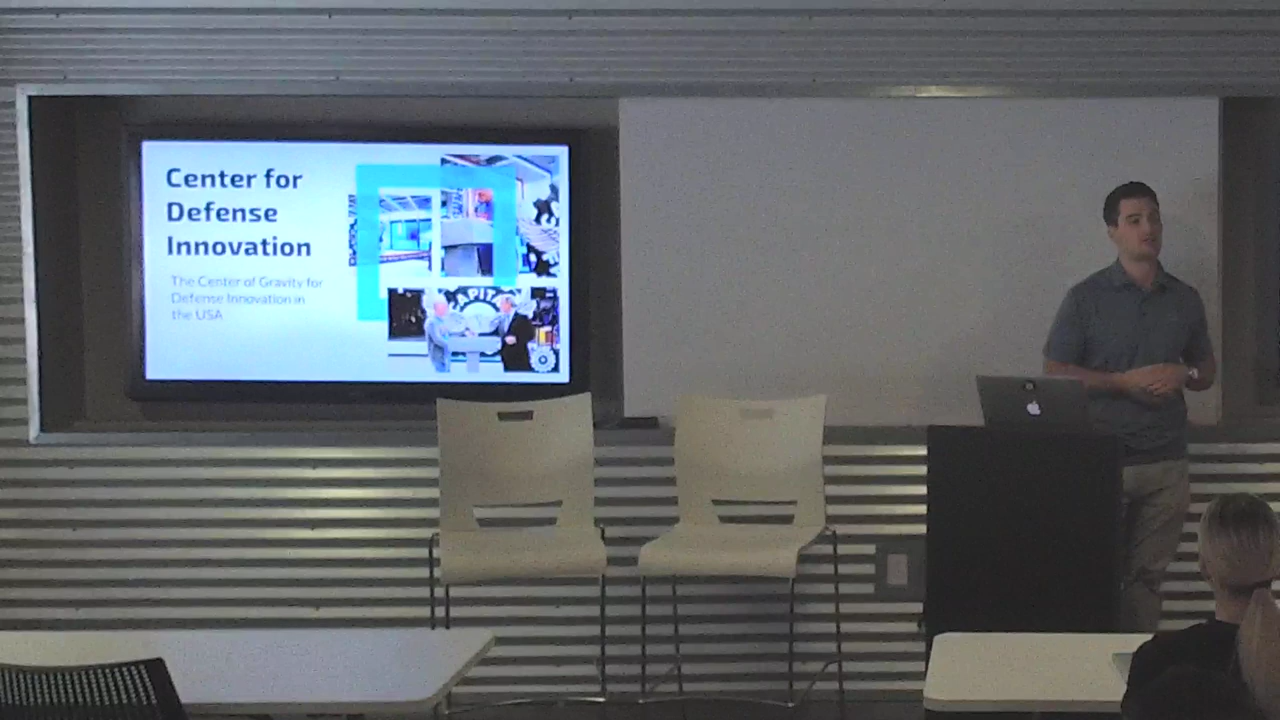 Center for
Defense
Innovation
The Center of Gravity for
Defense Innovation in
the USA